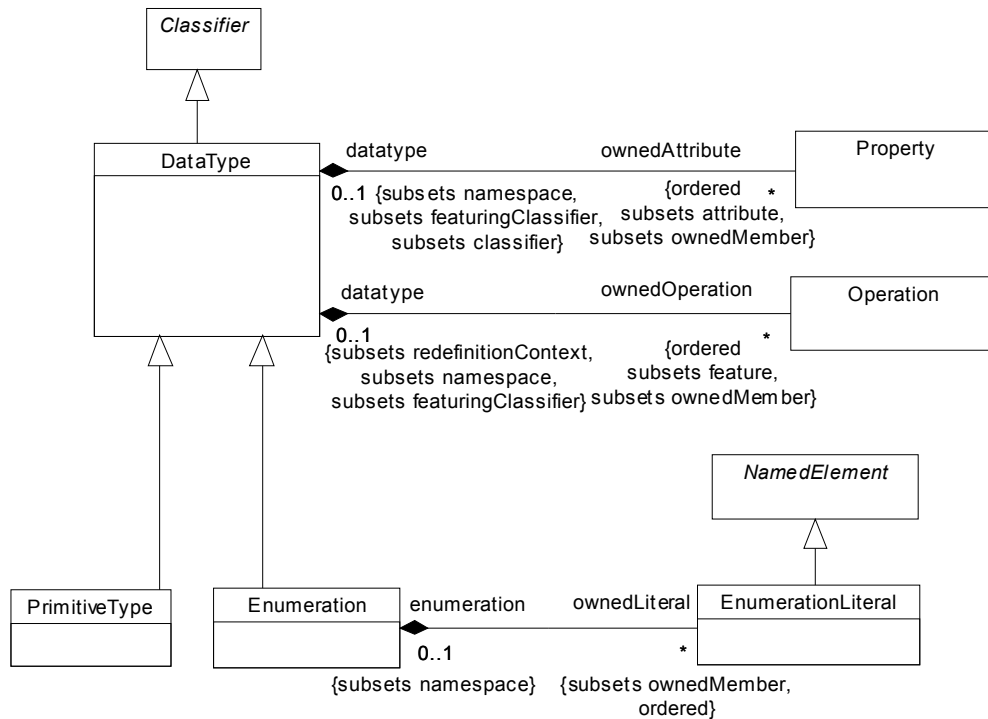 Classifier
DataType
datatype
ownedAttribute
Property
0..1 {subsets namespace,
subsets featuringClassifier,
subsets classifier}
{ordered *
subsets attribute,
subsets ownedMember}
datatype
ownedOperation
Operation
0..1
{subsets redefinitionContext,
subsets namespace,
subsets featuringClassifier}
{ordered *
subsets feature,
subsets ownedMember}
NamedElement
PrimitiveType
Enumeration
enumeration
ownedLiteral
EnumerationLiteral
0..1
*
{subsets namespace}
{subsets ownedMember,
ordered}